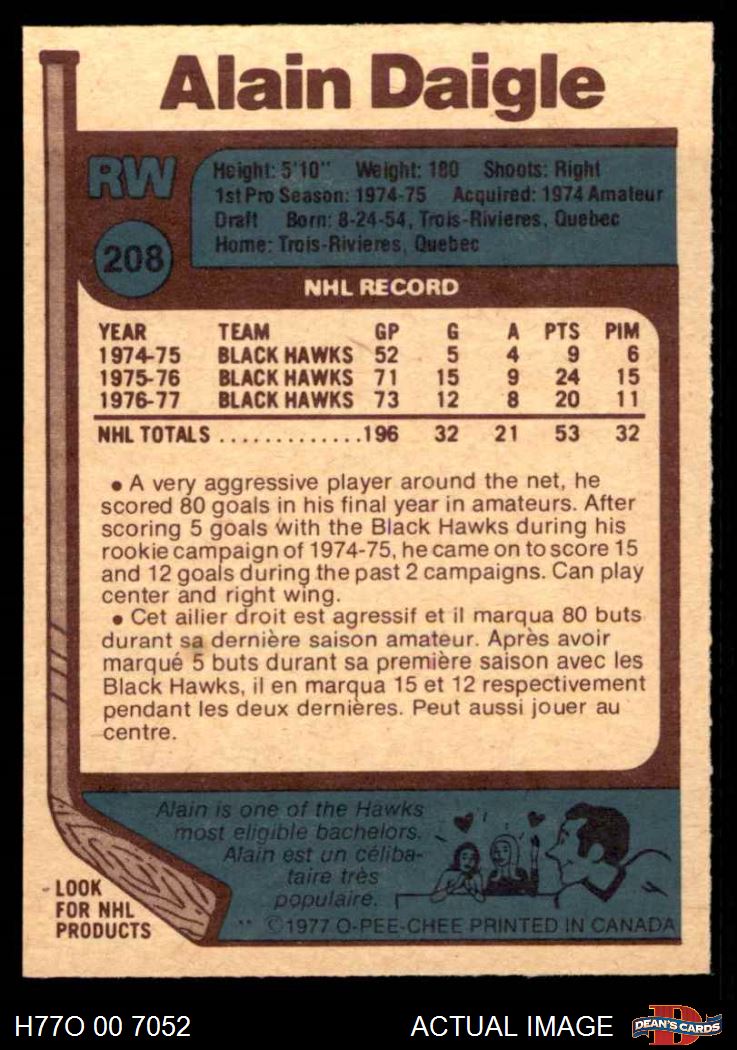 Alain Daigle
RW
Height: 5'10" Weight: 180 Shoots: Right
1st Pro Season: 1974-75 Acquired: 1974 Amateur
Draft Born: 8-24-54, Trois-Rivieres, Quebec
Home: Trois-Rivieres, Quebec
208
NHL RECORD
YEAR TEAM GP G A PTS PIM
1974-75 BLACK HAWKS 52 5 4 9 6
1975-76 BLACK HAWKS 71 15 9 24 15
1976-77 BLACK HAWKS 73 12 8 20 11
NHL TOTALS .............196 32 21 53 32
• A very aggressive player around the net, he
scored 80 goals in his final year in amateurs. After
scoring 5 goals with the Black Hawks during his
rookie campaign of 1974-75, he came on to score 15
and 12 goals during the past 2 campaigns. Can play
center and right wing.
• Cet ailier droit est agressif et il marqua 80 buts
durant sa dernière saison amateur. Après avoir
marqué 5 buts durant sa première saison avec les
Black Hawks, il en marqua 15 et 12 respectivement
pendant les deux dernières. Peut aussi jouer au
centre.
Alain is one of the Hawks
most eligible bachelors.
Alain est un céliba-
taire très
populaire.
LOOK
FOR NHL
PRODUCTS
** ©1977 O-PEE-CHEE PRINTED IN CANADA
H77O 00 7052
ACTUAL IMAGE
DEAN'S CARDS